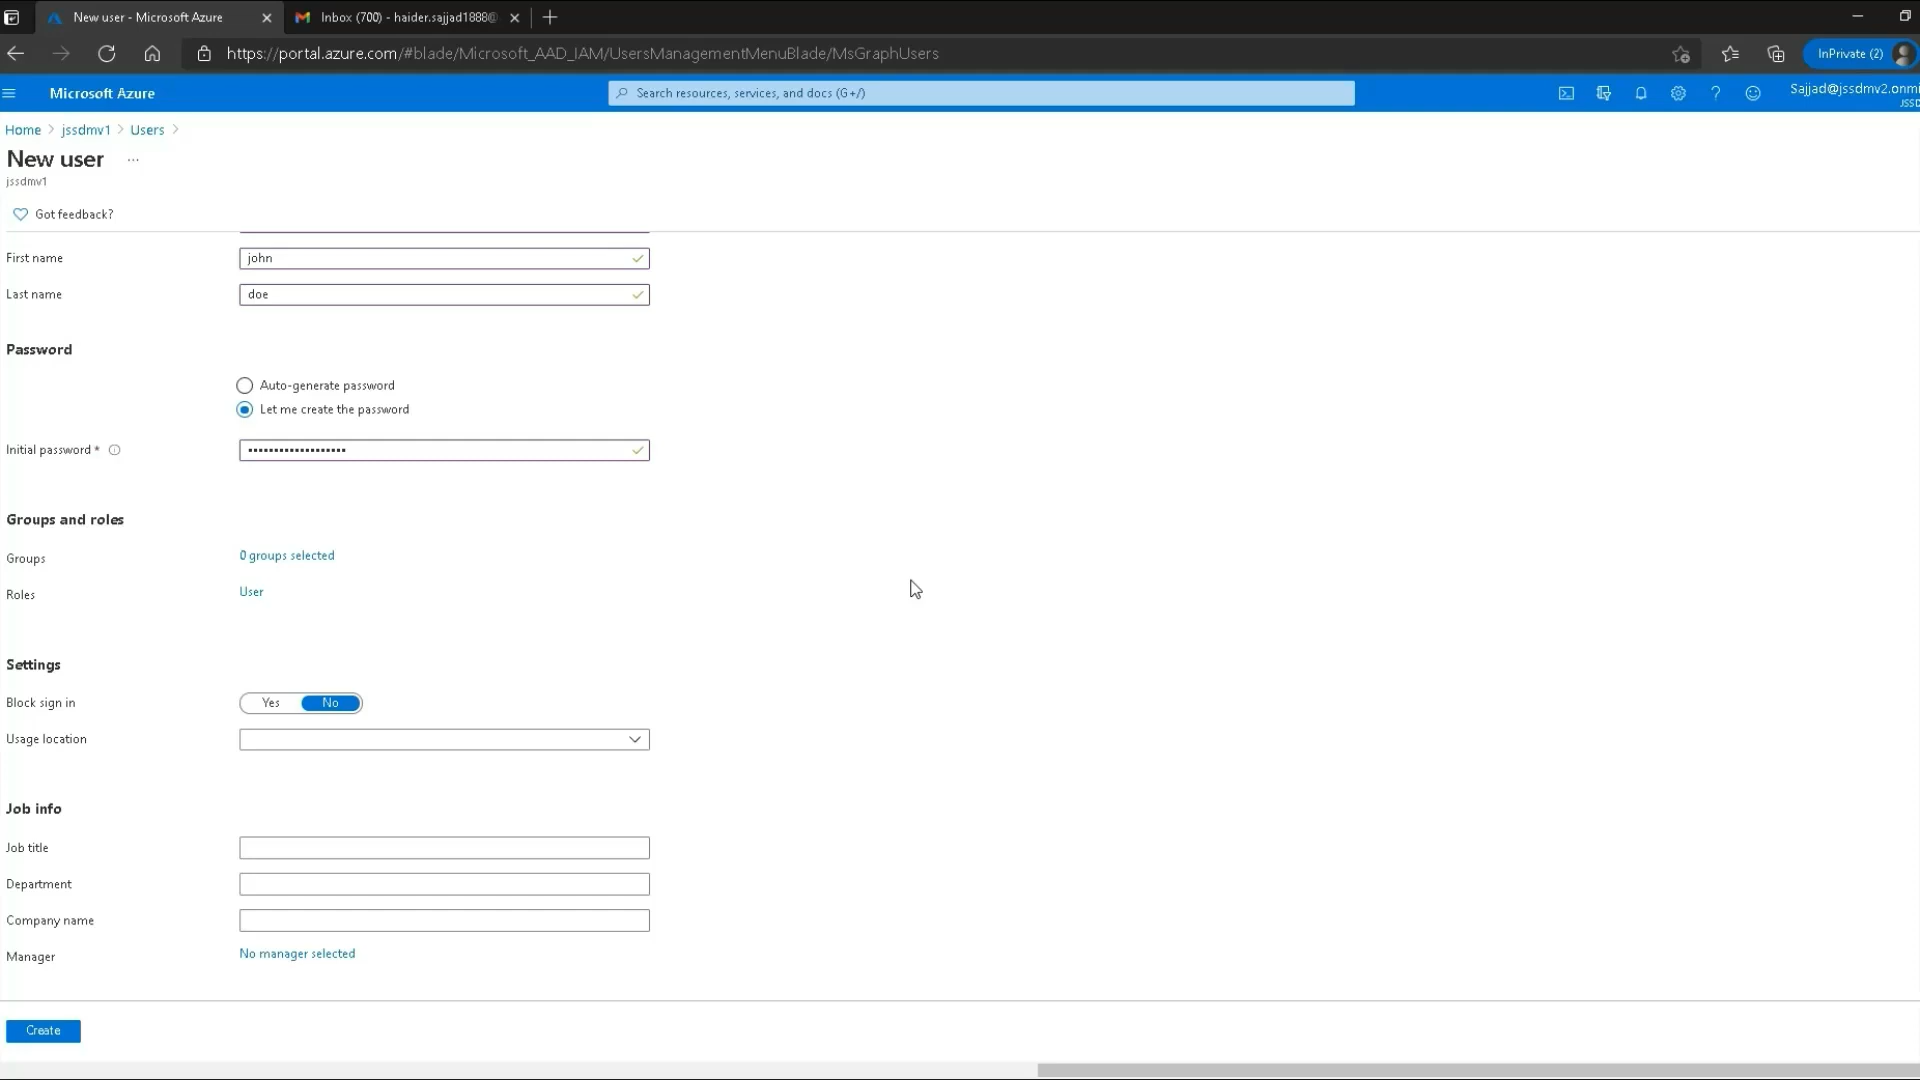 New user - Microsoft Azure
Inbox (700) - haider.sajjad1888@
https://portal.azure.com/#blade/Microsoft_AAD_IAM/UsersManagementMenuBlade/MsGraphUsers
InPrivate (2)
Microsoft Azure
Search resources, services, and docs (G+/)
Sajjad@jssdmv2.onmi
JSSD
Home > jssdmv1 > Users >
New user ...
jssdmv1
Got feedback?
First name john
Last name doe
Password
Auto-generate password
Let me create the password
Initial password *
Groups and roles
Groups 0 groups selected
Roles User
Settings
Block sign in Yes No
Usage location
Job info
Job title
Department
Company name
Manager No manager selected
Create